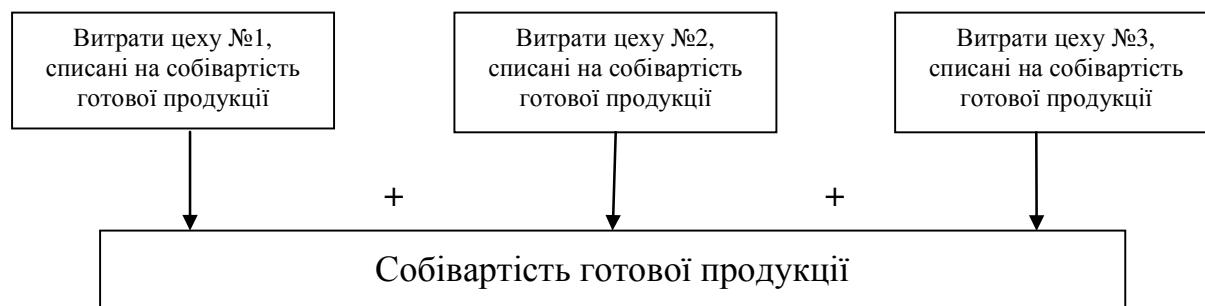 Витрати цеху №1,
списані на собівартість
готової продукції
Витрати цеху №2,
списані на собівартість
готової продукції
Витрати цеху №3,
списані на собівартість
готової продукції
+
+
Собівартість готової продукції